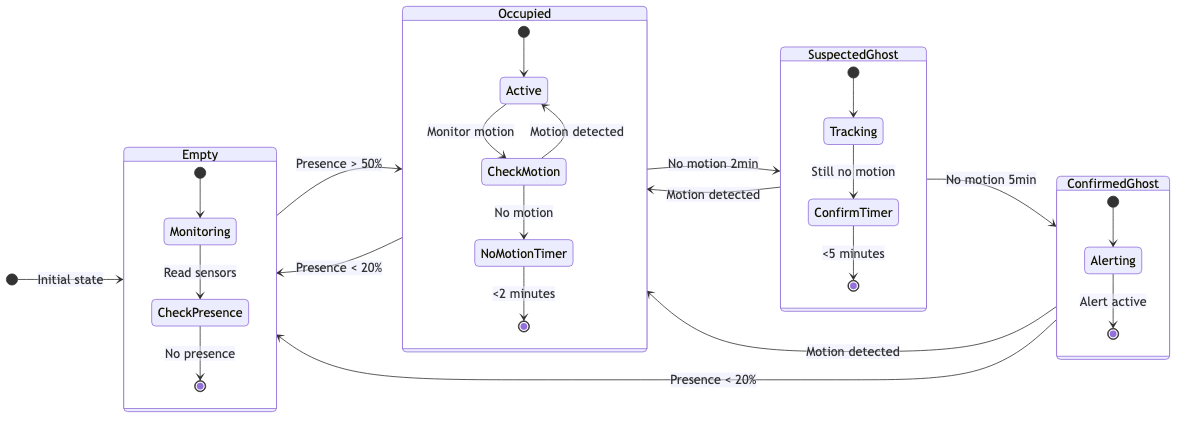 Initial state
Empty
Monitoring
Read sensors
CheckPresence
No presence
Presence > 50%
Presence < 20%
Occupied
Active
Monitor motion
Motion detected
CheckMotion
No motion
NoMotionTimer
<2 minutes
No motion 2min
Motion detected
SuspectedGhost
Tracking
Still no motion
ConfirmTimer
<5 minutes
No motion 5min
ConfirmedGhost
Alerting
Alert active
Motion detected
Presence < 20%